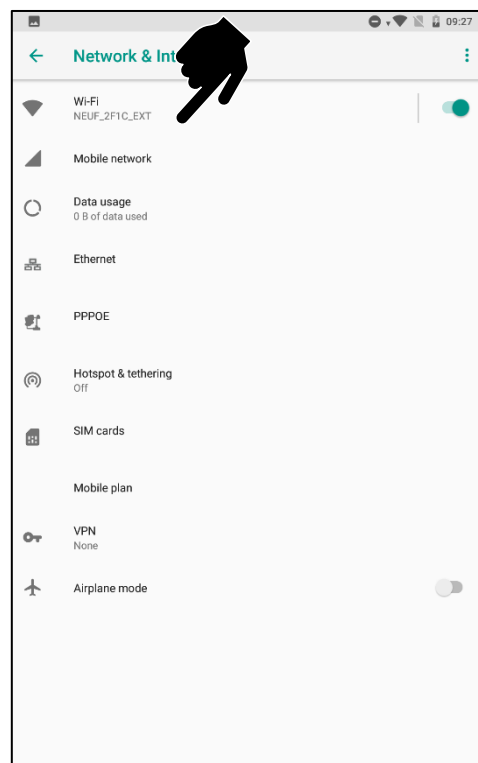 09:27
Network & Int
Wi-Fi
NEUF_2F1C_EXT
Mobile network
Data usage
0 B of data used
Ethernet
PPPOE
Hotspot & tethering
Off
SIM cards
Mobile plan
VPN
None
Airplane mode